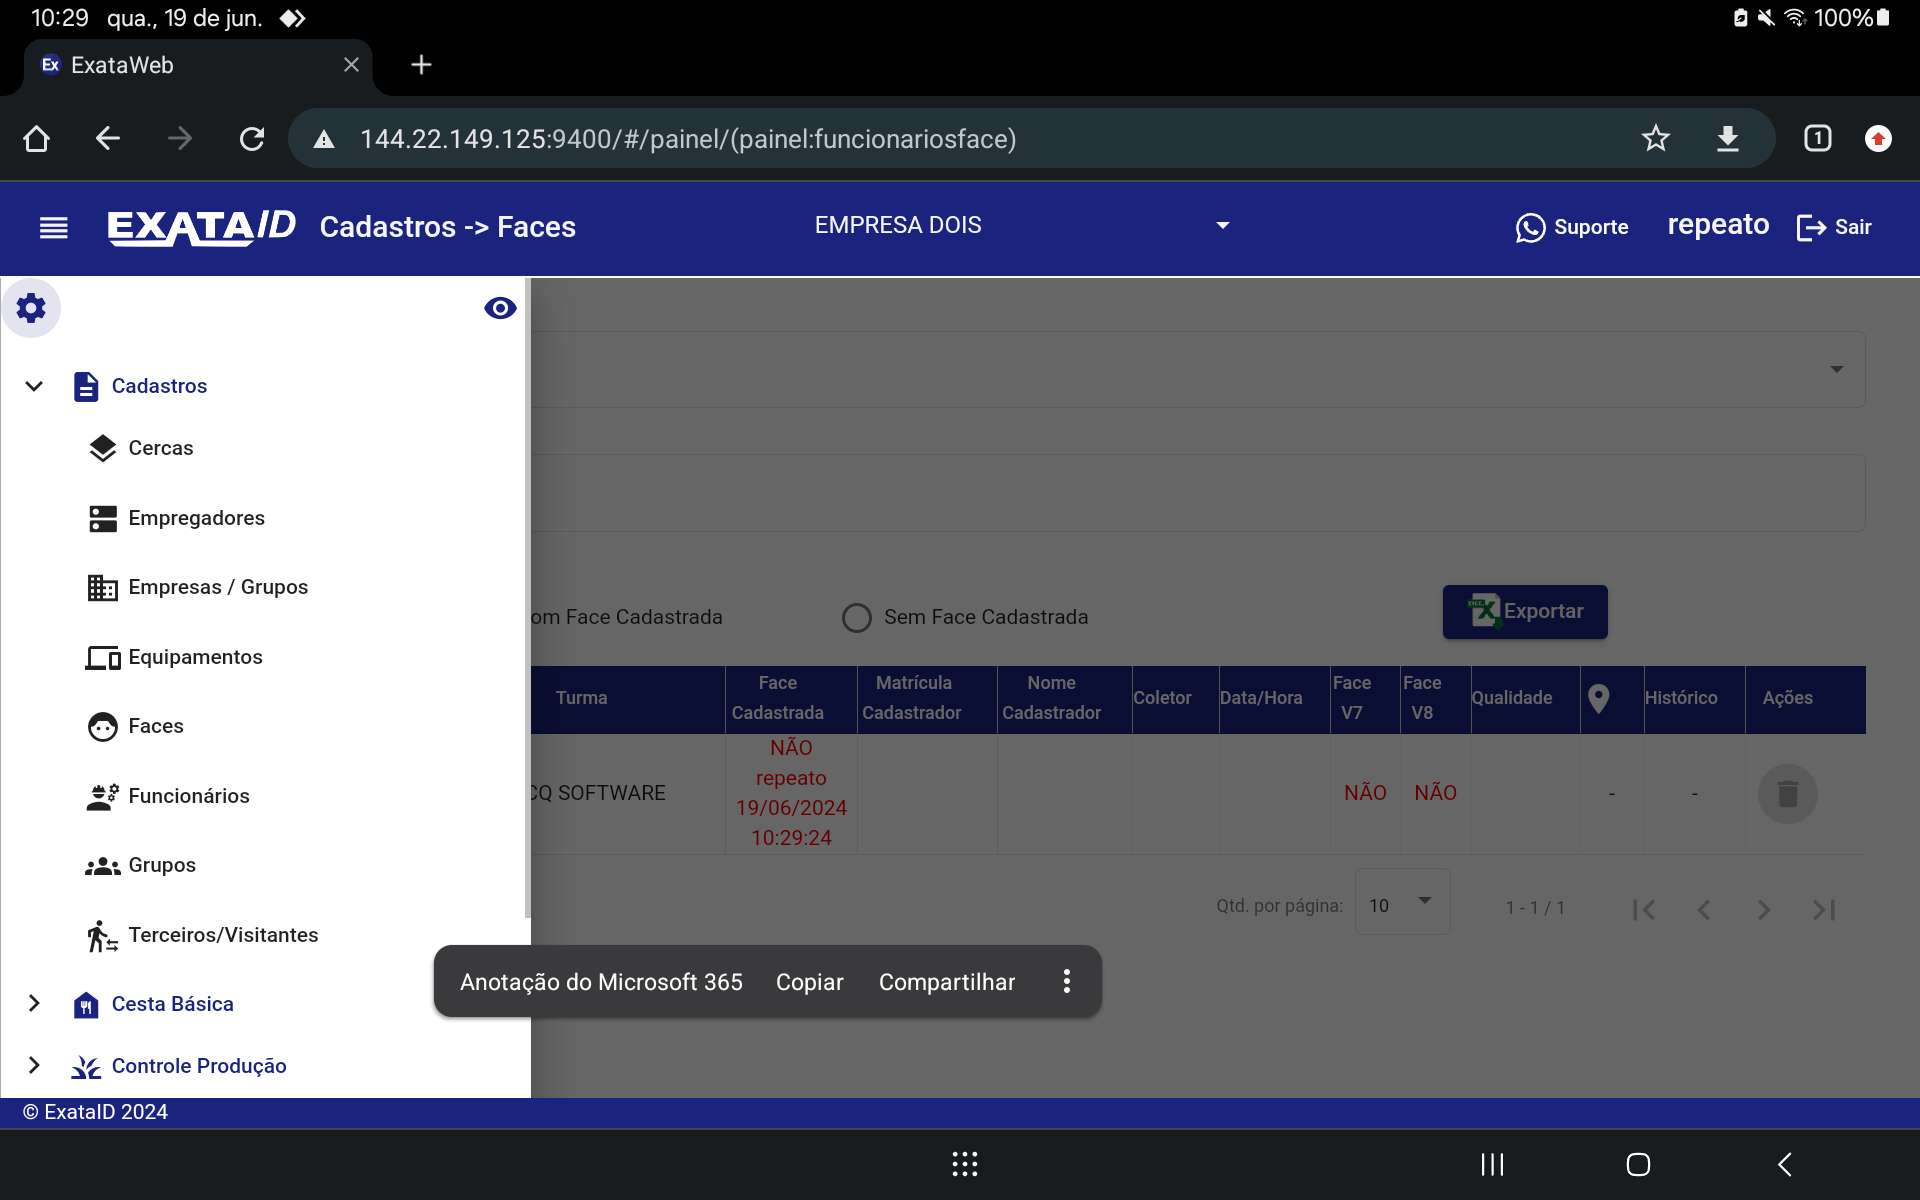 10:29 qua., 19 de jun. 100%
Ex ExataWeb
144.22.149.125:9400/#/painel/(painel:funcionariosface) 1
EXATA ID Cadastros -> Faces EMPRESA DOIS Suporte repeato Sair
Cadastros
Cercas
Empregadores
Empresas / Grupos
Equipamentos
Faces
Funcionários
Grupos
Terceiros/Visitantes
Cesta Básica
Controle Produção
om Face Cadastrada Sem Face Cadastrada Exportar
Turma Face Cadastrada Matrícula Cadastrador Nome Cadastrador Coletor Data/Hora Face V7 Face V8 Qualidade Histórico Ações
CQ SOFTWARE NÃO NÃO - -
NÃO
repeato
19/06/2024
10:29:24
Qtd. por página: 10 1 - 1 / 1
Anotação do Microsoft 365 Copiar Compartilhar
© ExataID 2024